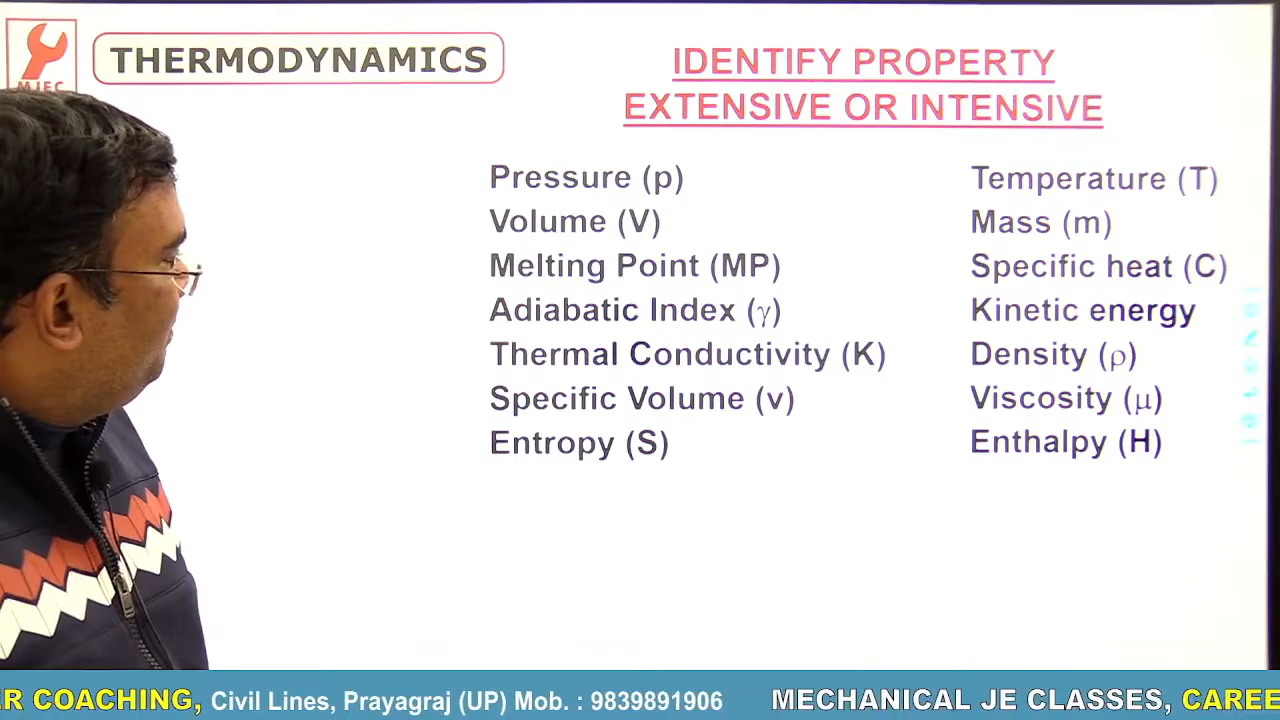 MJEC
THERMODYNAMICS
IDENTIFY PROPERTY
EXTENSIVE OR INTENSIVE
Pressure (p)
Volume (V)
Melting Point (MP)
Adiabatic Index (γ)
Thermal Conductivity (K)
Specific Volume (v)
Entropy (S)
Temperature (T)
Mass (m)
Specific heat (C)
Kinetic energy
Density (ρ)
Viscosity (μ)
Enthalpy (H)
ER COACHING, Civil Lines, Prayagraj (UP) Mob. : 9839891906 MECHANICAL JE CLASSES, CAREE